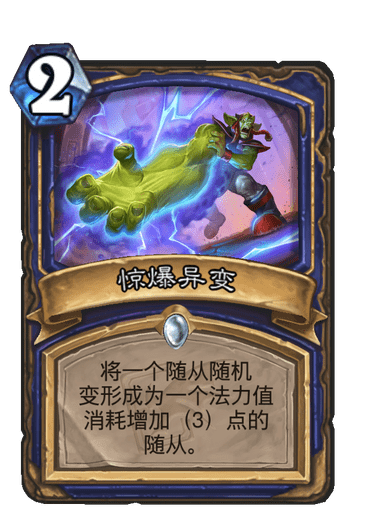 2
惊爆异变
将一个随从随机
变形成为一个法力值
消耗增加（3）点的
随从。